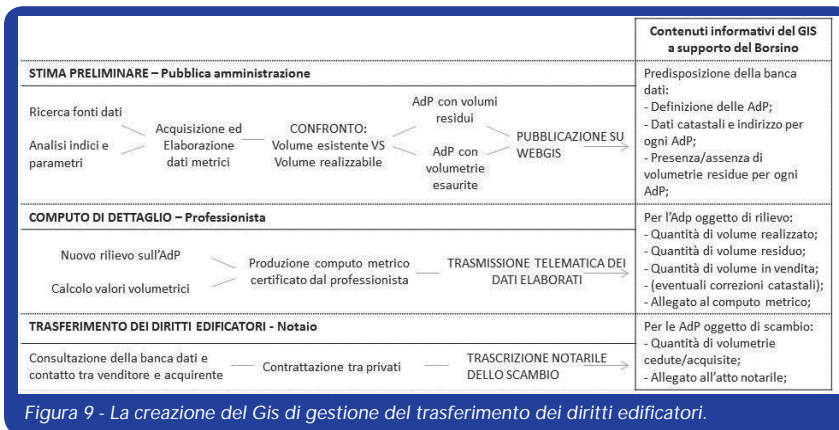 Contenuti informativi del GIS
a supporto del Borsino
STIMA PRELIMINARE – Pubblica amministrazione
Ricerca fonti dati
Analisi indici e
parametri
Acquisizione ed
Elaborazione
dati metrici
CONFRONTO:
Volume esistente VS
Volume realizzabile
AdP con volumi
residui
AdP con
volumetrie
esaurite
PUBBLICAZIONE SU
WEBGIS
Predisposizione della banca
dati:
- Definizione delle AdP;
- Dati catastali e indirizzo per
ogni AdP;
- Presenza/assenza di
volumetrie residue per ogni
AdP;
COMPUTO DI DETTAGLIO – Professionista
Nuovo rilievo sull'AdP
Calcolo valori volumetrici
Produzione computo metrico
certificato dal professionista
TRASMISSIONE TELEMATICA DEI
DATI ELABORATI
Per l'Adp oggetto di rilievo:
- Quantità di volume realizzato;
- Quantità di volume residuo;
- Quantità di volume in vendita;
- (eventuali correzioni catastali);
- Allegato al computo metrico;
TRASFERIMENTO DEI DIRITTI EDIFICATORI - Notaio
Consultazione della banca dati e
contatto tra venditore e acquirente
Contrattazione tra privati
TRASCRIZIONE NOTARILE
DELLO SCAMBIO
Per le AdP oggetto di scambio:
- Quantità di volumetrie
cedute/acquisite;
- Allegato all'atto notarile;
Figura 9 - La creazione del Gis di gestione del trasferimento dei diritti edificatori.